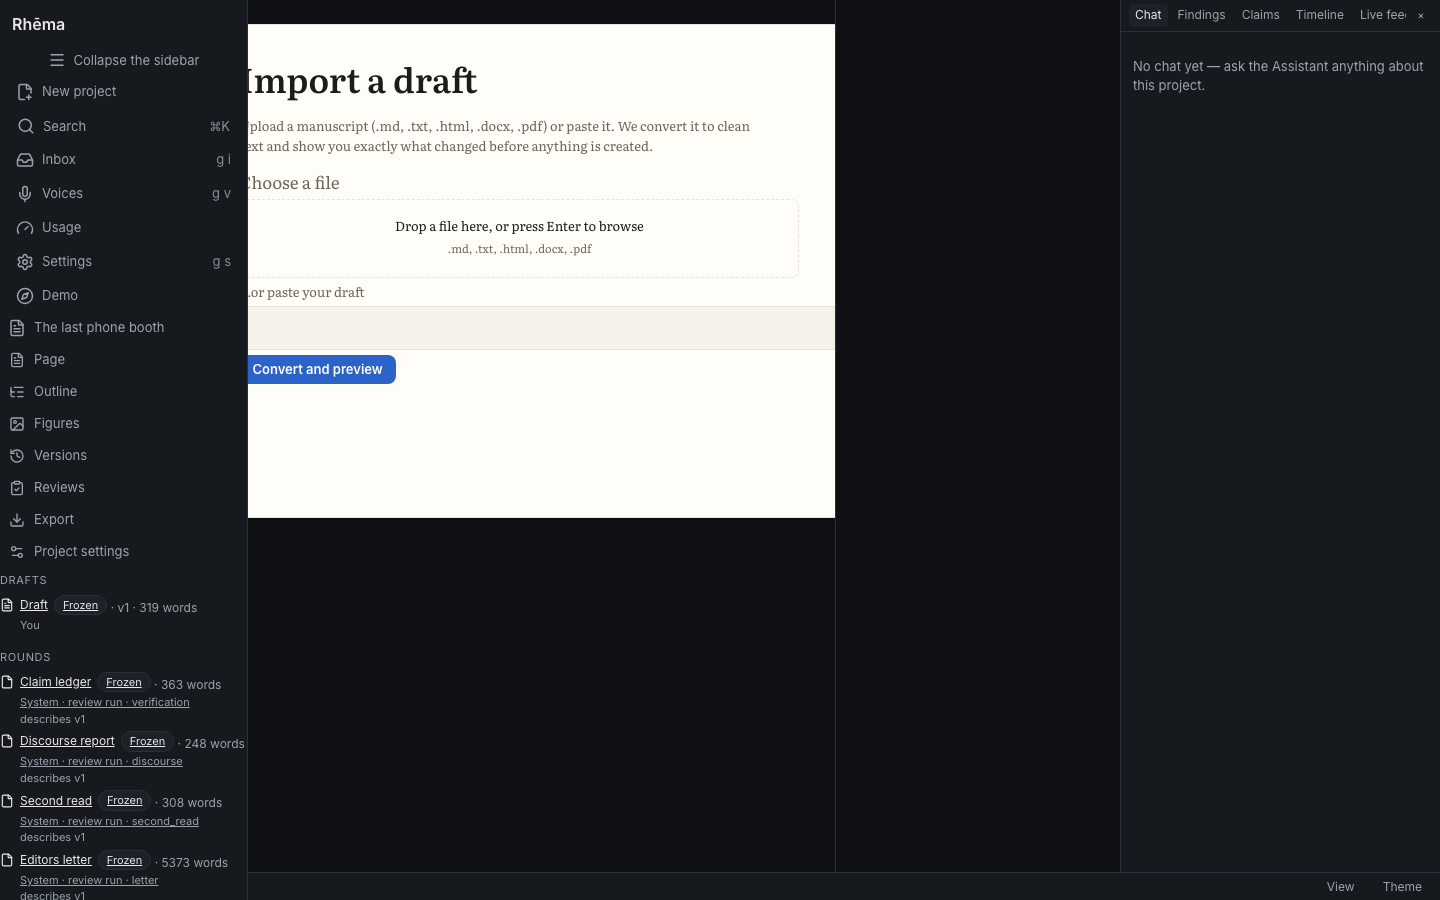 Rhēma
Collapse the sidebar
New project
Search ⌘K
Inbox g i
Voices g v
Usage
Settings g s
Demo
The last phone booth
Page
Outline
Figures
Versions
Reviews
Export
Project settings
DRAFTS
Draft Frozen · v1 · 319 words
You
ROUNDS
Claim ledger Frozen · 363 words
System · review run · verification
describes v1
Discourse report Frozen · 248 words
System · review run · discourse
describes v1
Second read Frozen · 308 words
System · review run · second_read
describes v1
Editors letter Frozen · 5373 words
System · review run · letter
describes v1
Import a draft
pload a manuscript (.md, .txt, .html, .docx, .pdf) or paste it. We convert it to clean
ext and show you exactly what changed before anything is created.
Choose a file
Drop a file here, or press Enter to browse
.md, .txt, .html, .docx, .pdf
.or paste your draft
Convert and preview
Chat Findings Claims Timeline Live fee ×
No chat yet — ask the Assistant anything about
this project.
View Theme